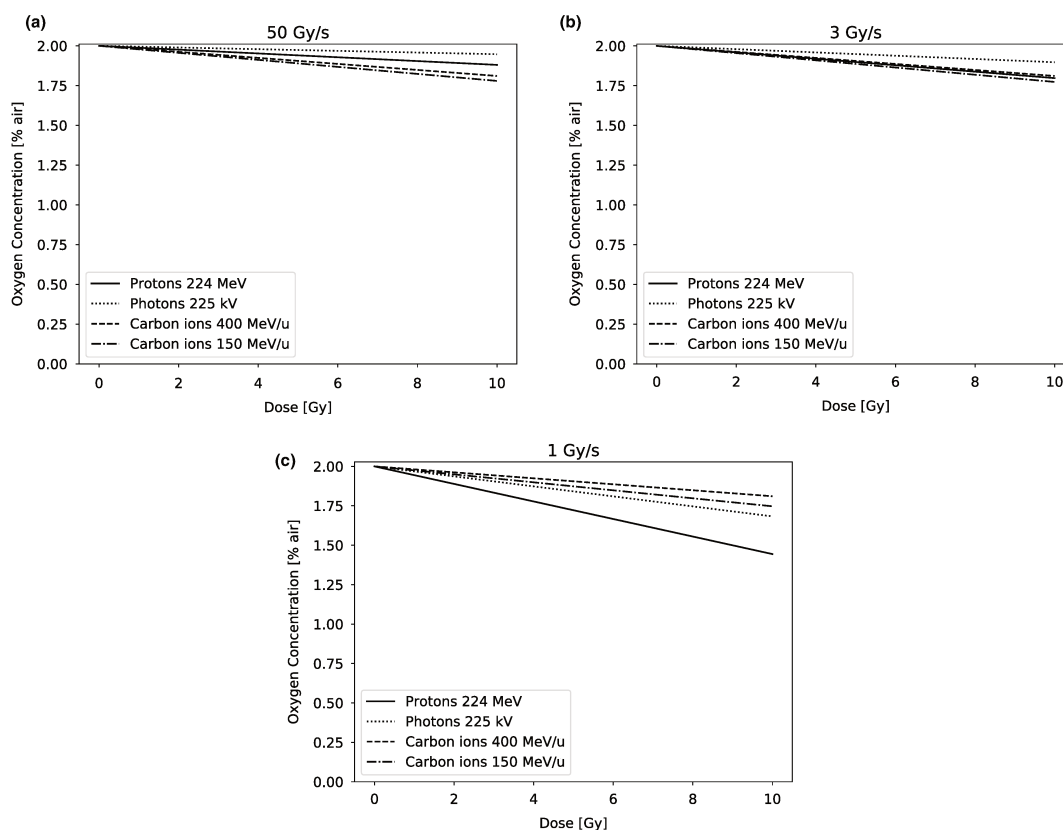 (a)
50 Gy/s
2.00
1.75
1.50
1.25
1.00
0.75
0.50
0.25
0.00
Oxygen Concentration [% air]
Protons 224 MeV
Photons 225 kV
Carbon ions 400 MeV/u
Carbon ions 150 MeV/u
0 2 4 6 8 10
Dose [Gy]
(b)
3 Gy/s
2.00
1.75
1.50
1.25
1.00
0.75
0.50
0.25
0.00
Oxygen Concentration [% air]
Protons 224 MeV
Photons 225 kV
Carbon ions 400 MeV/u
Carbon ions 150 MeV/u
0 2 4 6 8 10
Dose [Gy]
(c)
1 Gy/s
2.00
1.75
1.50
1.25
1.00
0.75
0.50
0.25
0.00
Oxygen Concentration [% air]
Protons 224 MeV
Photons 225 kV
Carbon ions 400 MeV/u
Carbon ions 150 MeV/u
0 2 4 6 8 10
Dose [Gy]